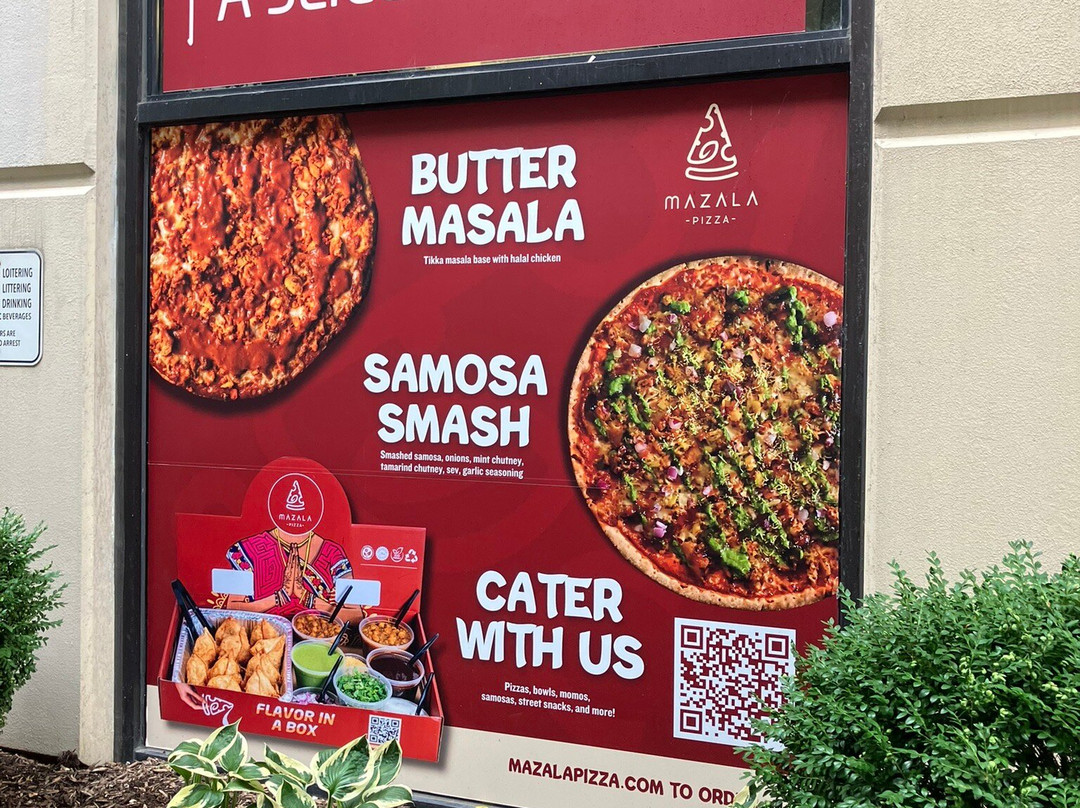 A
BUTTER
MASALA
Tikka masala base with halal chicken
MAZALA
-PIZZA-
LOITERING
LITTERING
DRINKING
BEVERAGES
ARREST
SAMOSA
SMASH
Smashed samosa, onions, mint chutney,
tamarind chutney, sev, garlic seasoning
MAZALA
-PIZZA-
CATER
WITH US
Pizzas, bowls, momos,
samosas, street snacks, and more!
FLAVOR IN
A BOX
MAZALAPIZZA.COM TO